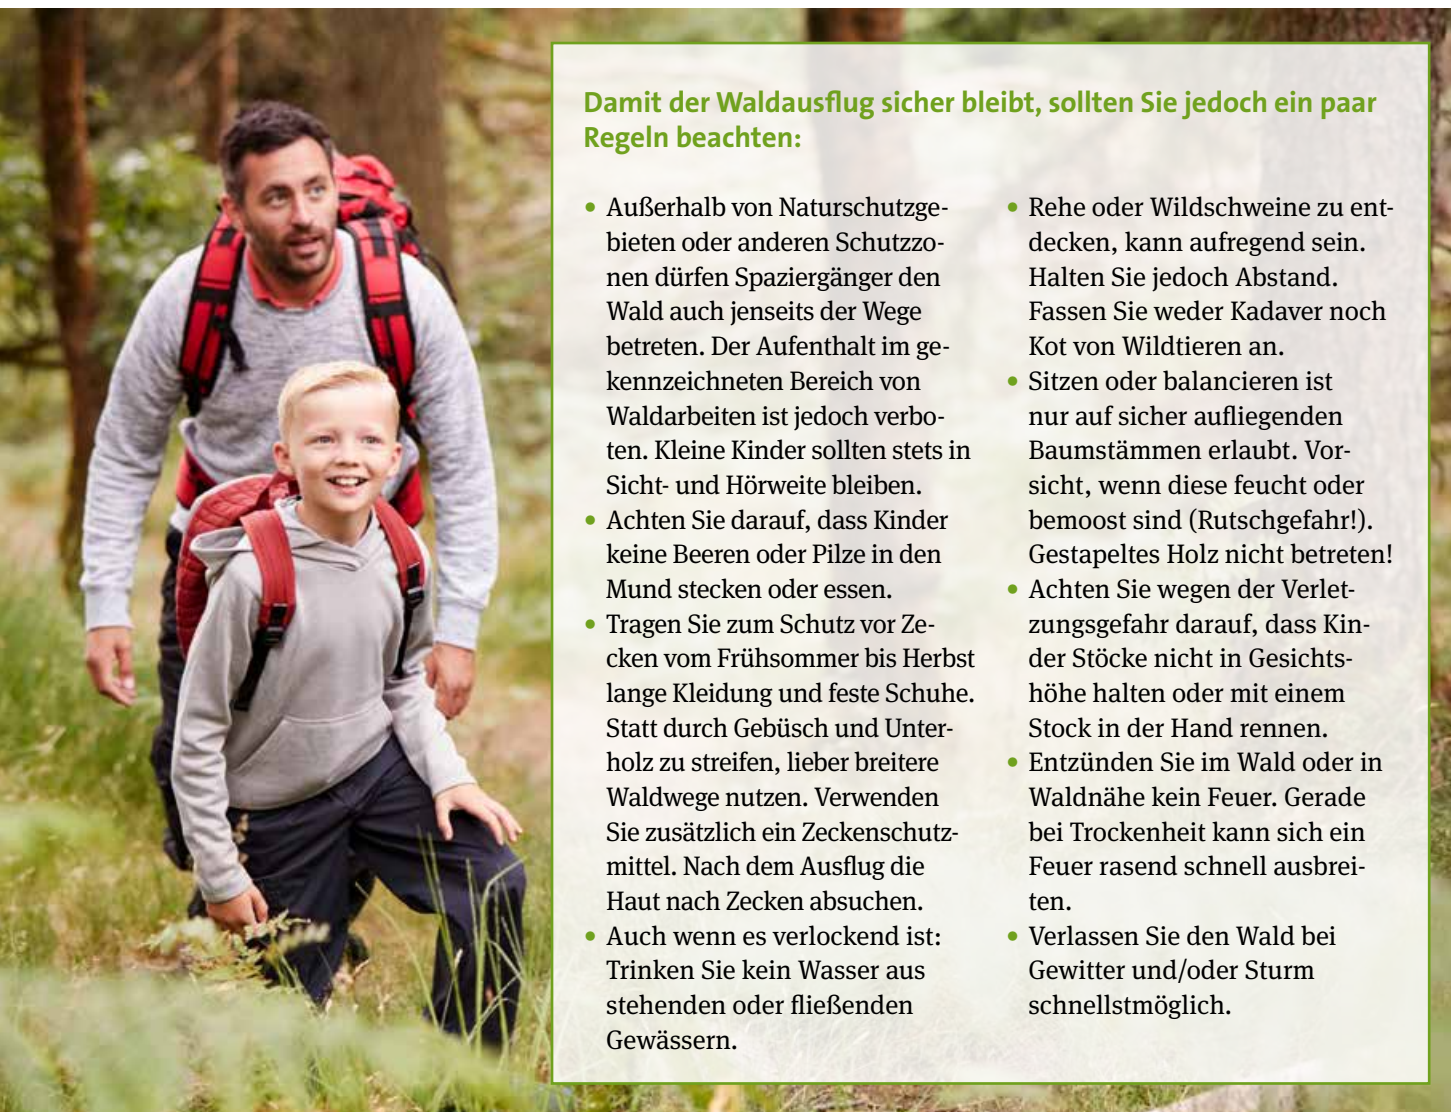 Damit der Waldausflug sicher bleibt, sollten Sie jedoch ein paar
Regeln beachten:
• Außerhalb von Naturschutzge-
bieten oder anderen Schutzzo-
nen dürfen Spaziergänger den
Wald auch jenseits der Wege
betreten. Der Aufenthalt im ge-
kennzeichneten Bereich von
Waldarbeiten ist jedoch verbo-
ten. Kleine Kinder sollten stets in
Sicht- und Hörweite bleiben.
• Achten Sie darauf, dass Kinder
keine Beeren oder Pilze in den
Mund stecken oder essen.
• Tragen Sie zum Schutz vor Ze-
cken vom Frühsommer bis Herbst
lange Kleidung und feste Schuhe.
Statt durch Gebüsch und Unter-
holz zu streifen, lieber breitere
Waldwege nutzen. Verwenden
Sie zusätzlich ein Zeckenschutz-
mittel. Nach dem Ausflug die
Haut nach Zecken absuchen.
• Auch wenn es verlockend ist:
Trinken Sie kein Wasser aus
stehenden oder fließenden
Gewässern.
• Rehe oder Wildschweine zu ent-
decken, kann aufregend sein.
Halten Sie jedoch Abstand.
Fassen Sie weder Kadaver noch
Kot von Wildtieren an.
• Sitzen oder balancieren ist
nur auf sicher aufliegenden
Baumstämmen erlaubt. Vor-
sicht, wenn diese feucht oder
bemoost sind (Rutschgefahr!).
Gestapeltes Holz nicht betreten!
• Achten Sie wegen der Verlet-
zungsgefahr darauf, dass Kin-
der Stöcke nicht in Gesichts-
höhe halten oder mit einem
Stock in der Hand rennen.
• Entzünden Sie im Wald oder in
Waldnähe kein Feuer. Gerade
bei Trockenheit kann sich ein
Feuer rasend schnell ausbrei-
ten.
• Verlassen Sie den Wald bei
Gewitter und/oder Sturm
schnellstmöglich.